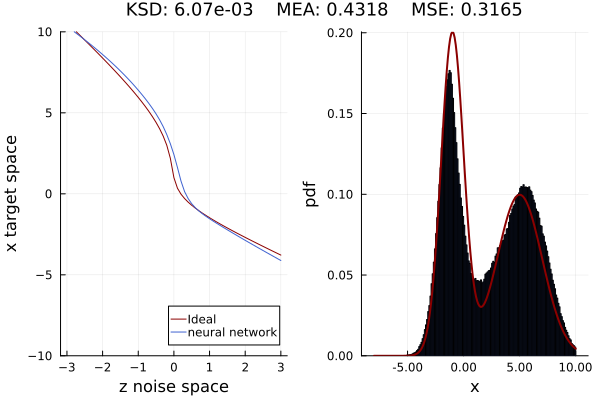 KSD: 6.07e-03 MEA: 0.4318 MSE: 0.3165
x target space
10
5
0
−5
−10
−3 −2 −1 0 1 2 3
z noise space
Ideal
neural network
pdf
0.20
0.15
0.10
0.05
0.00
-5.00 0.00 5.00 10.00
x